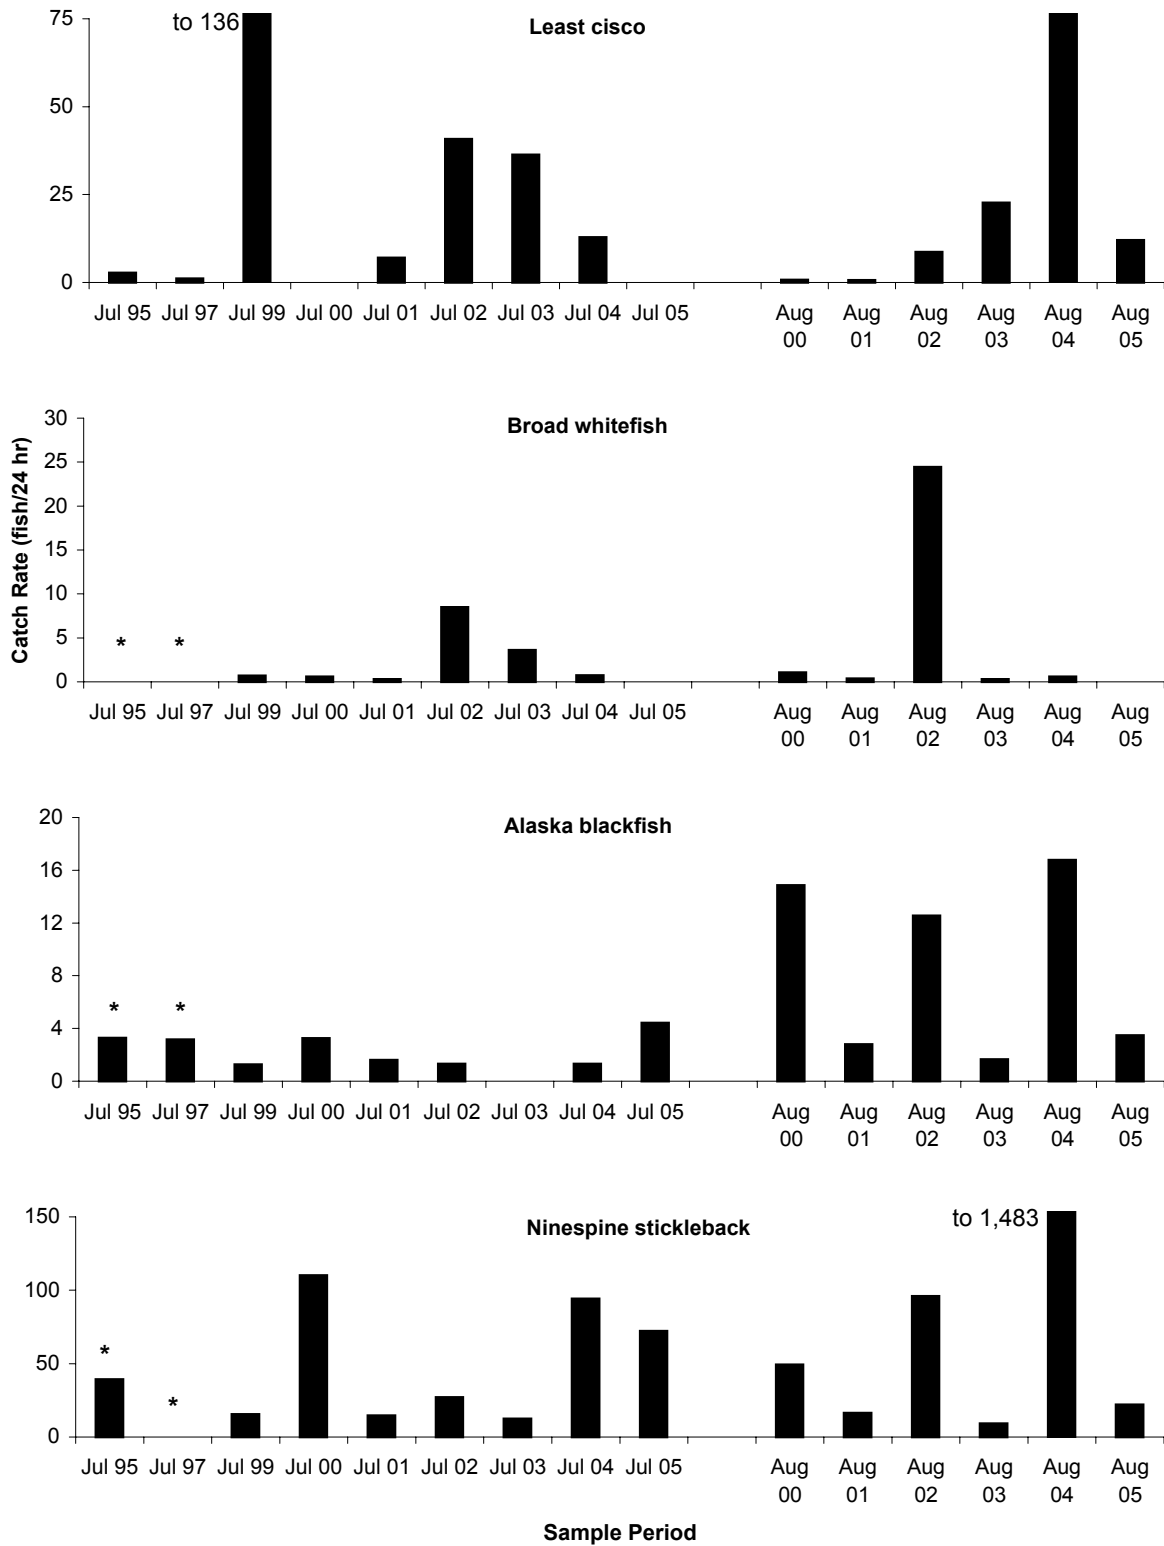 Least cisco
to 136
75
50
25
0
Jul 95 Jul 97 Jul 99 Jul 00 Jul 01 Jul 02 Jul 03 Jul 04 Jul 05 Aug Aug Aug Aug Aug Aug
00 01 02 03 04 05
Catch Rate (fish/24 hr)
Broad whitefish
30
25
20
15
10
5
0
* *
Jul 95 Jul 97 Jul 99 Jul 00 Jul 01 Jul 02 Jul 03 Jul 04 Jul 05 Aug Aug Aug Aug Aug Aug
00 01 02 03 04 05
Alaska blackfish
20
16
12
8
4
0
* *
Jul 95 Jul 97 Jul 99 Jul 00 Jul 01 Jul 02 Jul 03 Jul 04 Jul 05 Aug Aug Aug Aug Aug Aug
00 01 02 03 04 05
Ninespine stickleback
to 1,483
150
100
50
0
*
*
Jul 95 Jul 97 Jul 99 Jul 00 Jul 01 Jul 02 Jul 03 Jul 04 Jul 05 Aug Aug Aug Aug Aug Aug
00 01 02 03 04 05
Sample Period